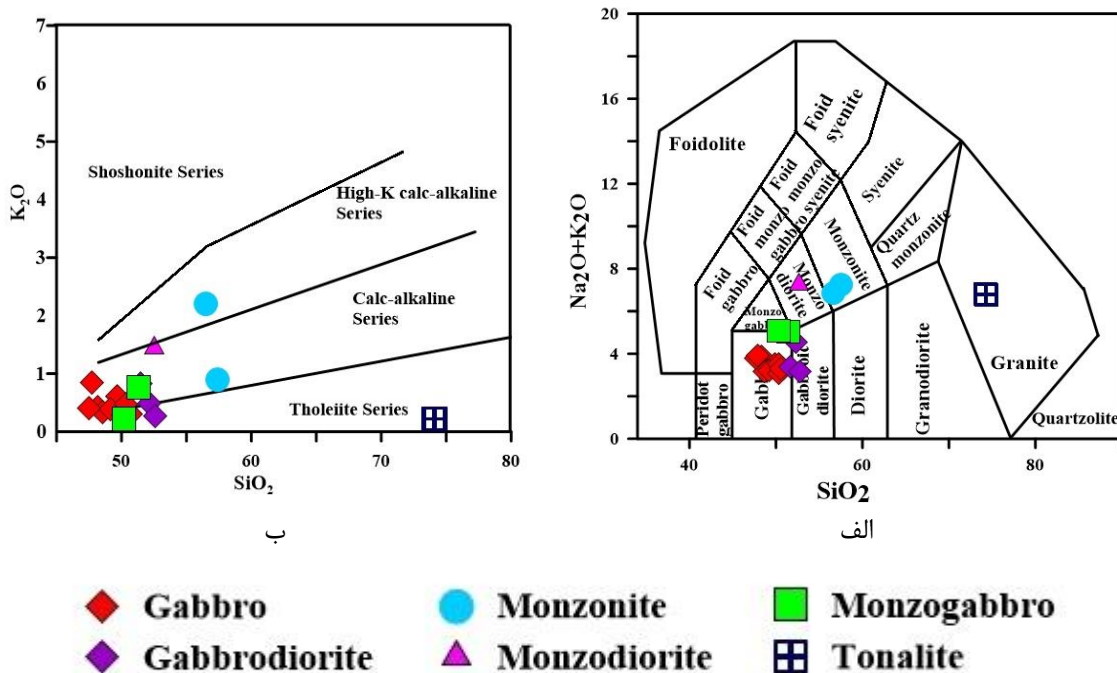 7
6
5
4
3
2
1
0
K₂O
Shoshonite Series
High-K calc-alkaline
Series
Calc-alkaline
Series
Tholeiite Series
50
60
70
80
SiO₂
ب
20
16
12
8
4
0
Na₂O+K₂O
Foidolite
Foid
syenite
Foid
monzo
syenite
Foid
monzo
gabbro
Foid
gabbro
Syenite
Quartz
monzonite
Monzonite
Monzo
diorite
Monzo
Peridot
gabbro
diorite
Diorite
Granodiorite
Granite
Quartzolite
40
60
80
SiO₂
الف
Gabbro
Monzonite
Monzogabbro
Gabbrodiorite
Monzodiorite
Tonalite